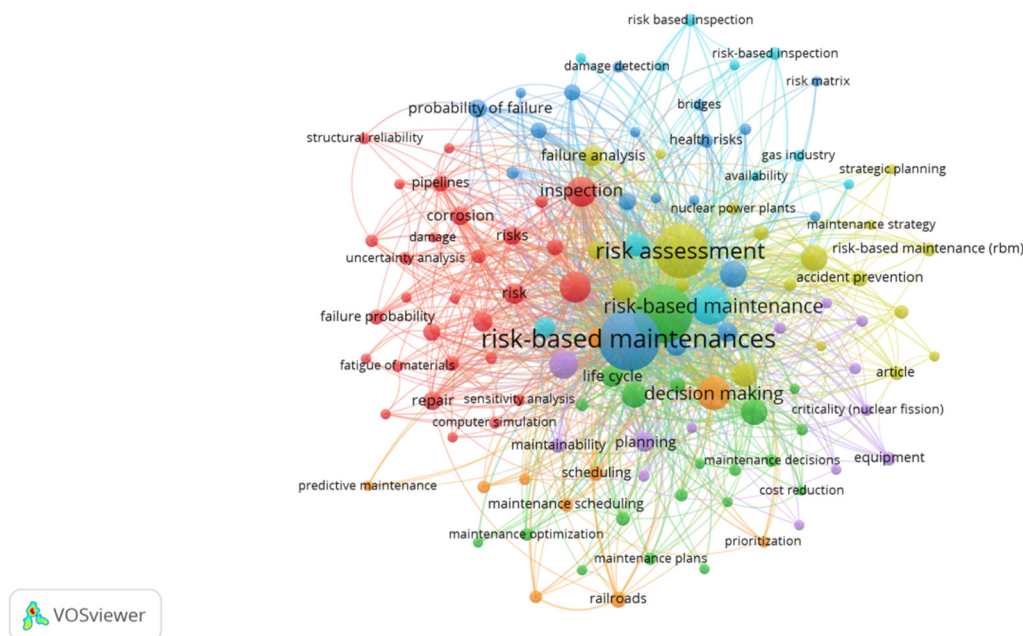 risk based inspection
risk-based inspection
damage detection
risk matrix
probability of failure
bridges
structural reliability
health risks
failure analysis
gas industry
strategic planning
availability
pipelines
inspection
nuclear power plants
corrosion
maintenance strategy
damage
risks
risk assessment
risk-based maintenance (rbm)
uncertainty analysis
accident prevention
risk
risk-based maintenance
failure probability
risk-based maintenances
fatigue of materials
life cycle
article
decision making
repair
sensitivity analysis
criticality (nuclear fission)
computer simulation
maintainability
planning
equipment
maintenance decisions
scheduling
predictive maintenance
cost reduction
maintenance scheduling
maintenance optimization
prioritization
maintenance plans
railroads
VOSviewer